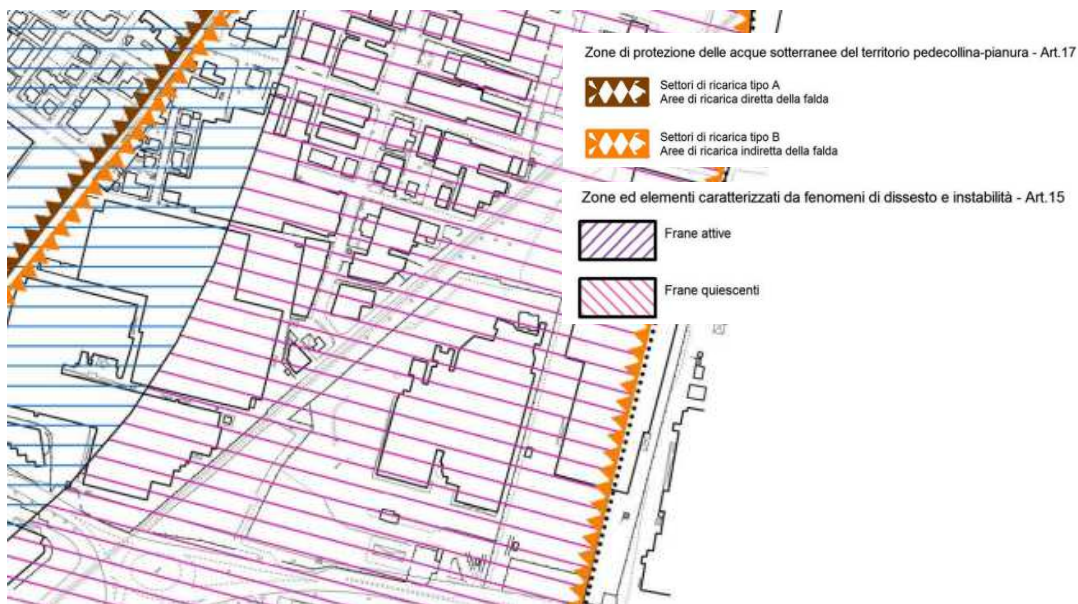 Zone di protezione delle acque sotterranee del territorio pedecollina-pianura - Art.17
Settori di ricarica tipo A
Aree di ricarica diretta della falda
Settori di ricarica tipo B
Aree di ricarica indiretta della falda
Zone ed elementi caratterizzati da fenomeni di dissesto e instabilità - Art.15
Frane attive
Frane quiescenti